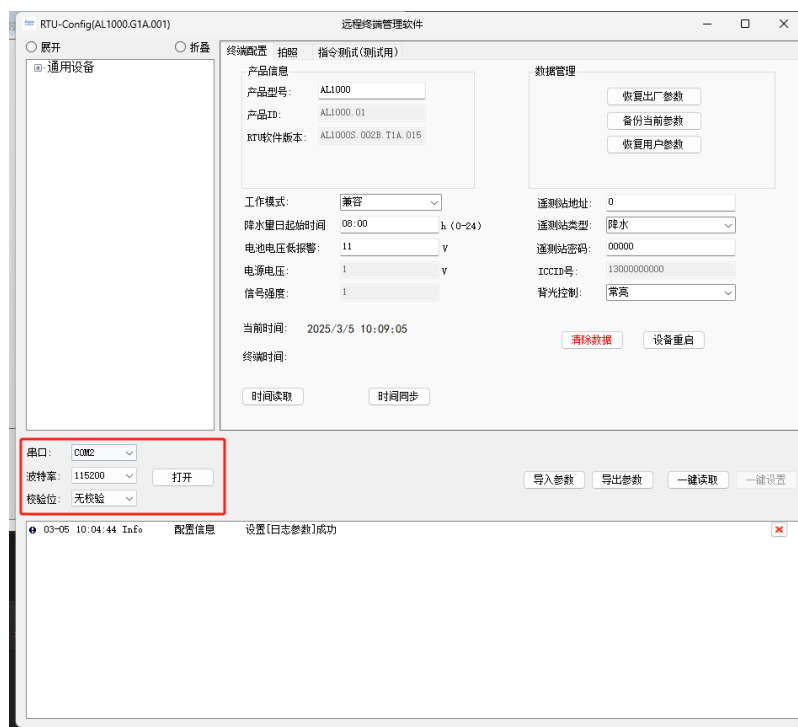 RTU-Config(AL1000.G1A.001) 远程终端管理软件
展开 折叠
通用设备
终端配置 拍照 指令测试(测试用)
产品信息
产品型号: AL1000
产品ID: AL1000.01
RTU软件版本: AL1000S.002B.T1A.015
数据管理
恢复出厂参数
备份当前参数
恢复用户参数
工作模式: 兼容
降水量日起始时间 08:00 h (0-24)
电池电压低报警: 11 V
电源电压: 1 V
信号强度: 1
遥测站地址: 0
遥测站类型: 降水
遥测站密码: 00000
ICCID号: 13000000000
背光控制: 常亮
当前时间: 2025/3/5 10:09:05
终端时间:
清除数据 设备重启
时间读取 时间同步
串口: COM2
波特率: 115200 打开
校验位: 无校验
导入参数 导出参数 一键读取 一键设置
03-05 10:04:44 Info 配置信息 设置[日志参数]成功